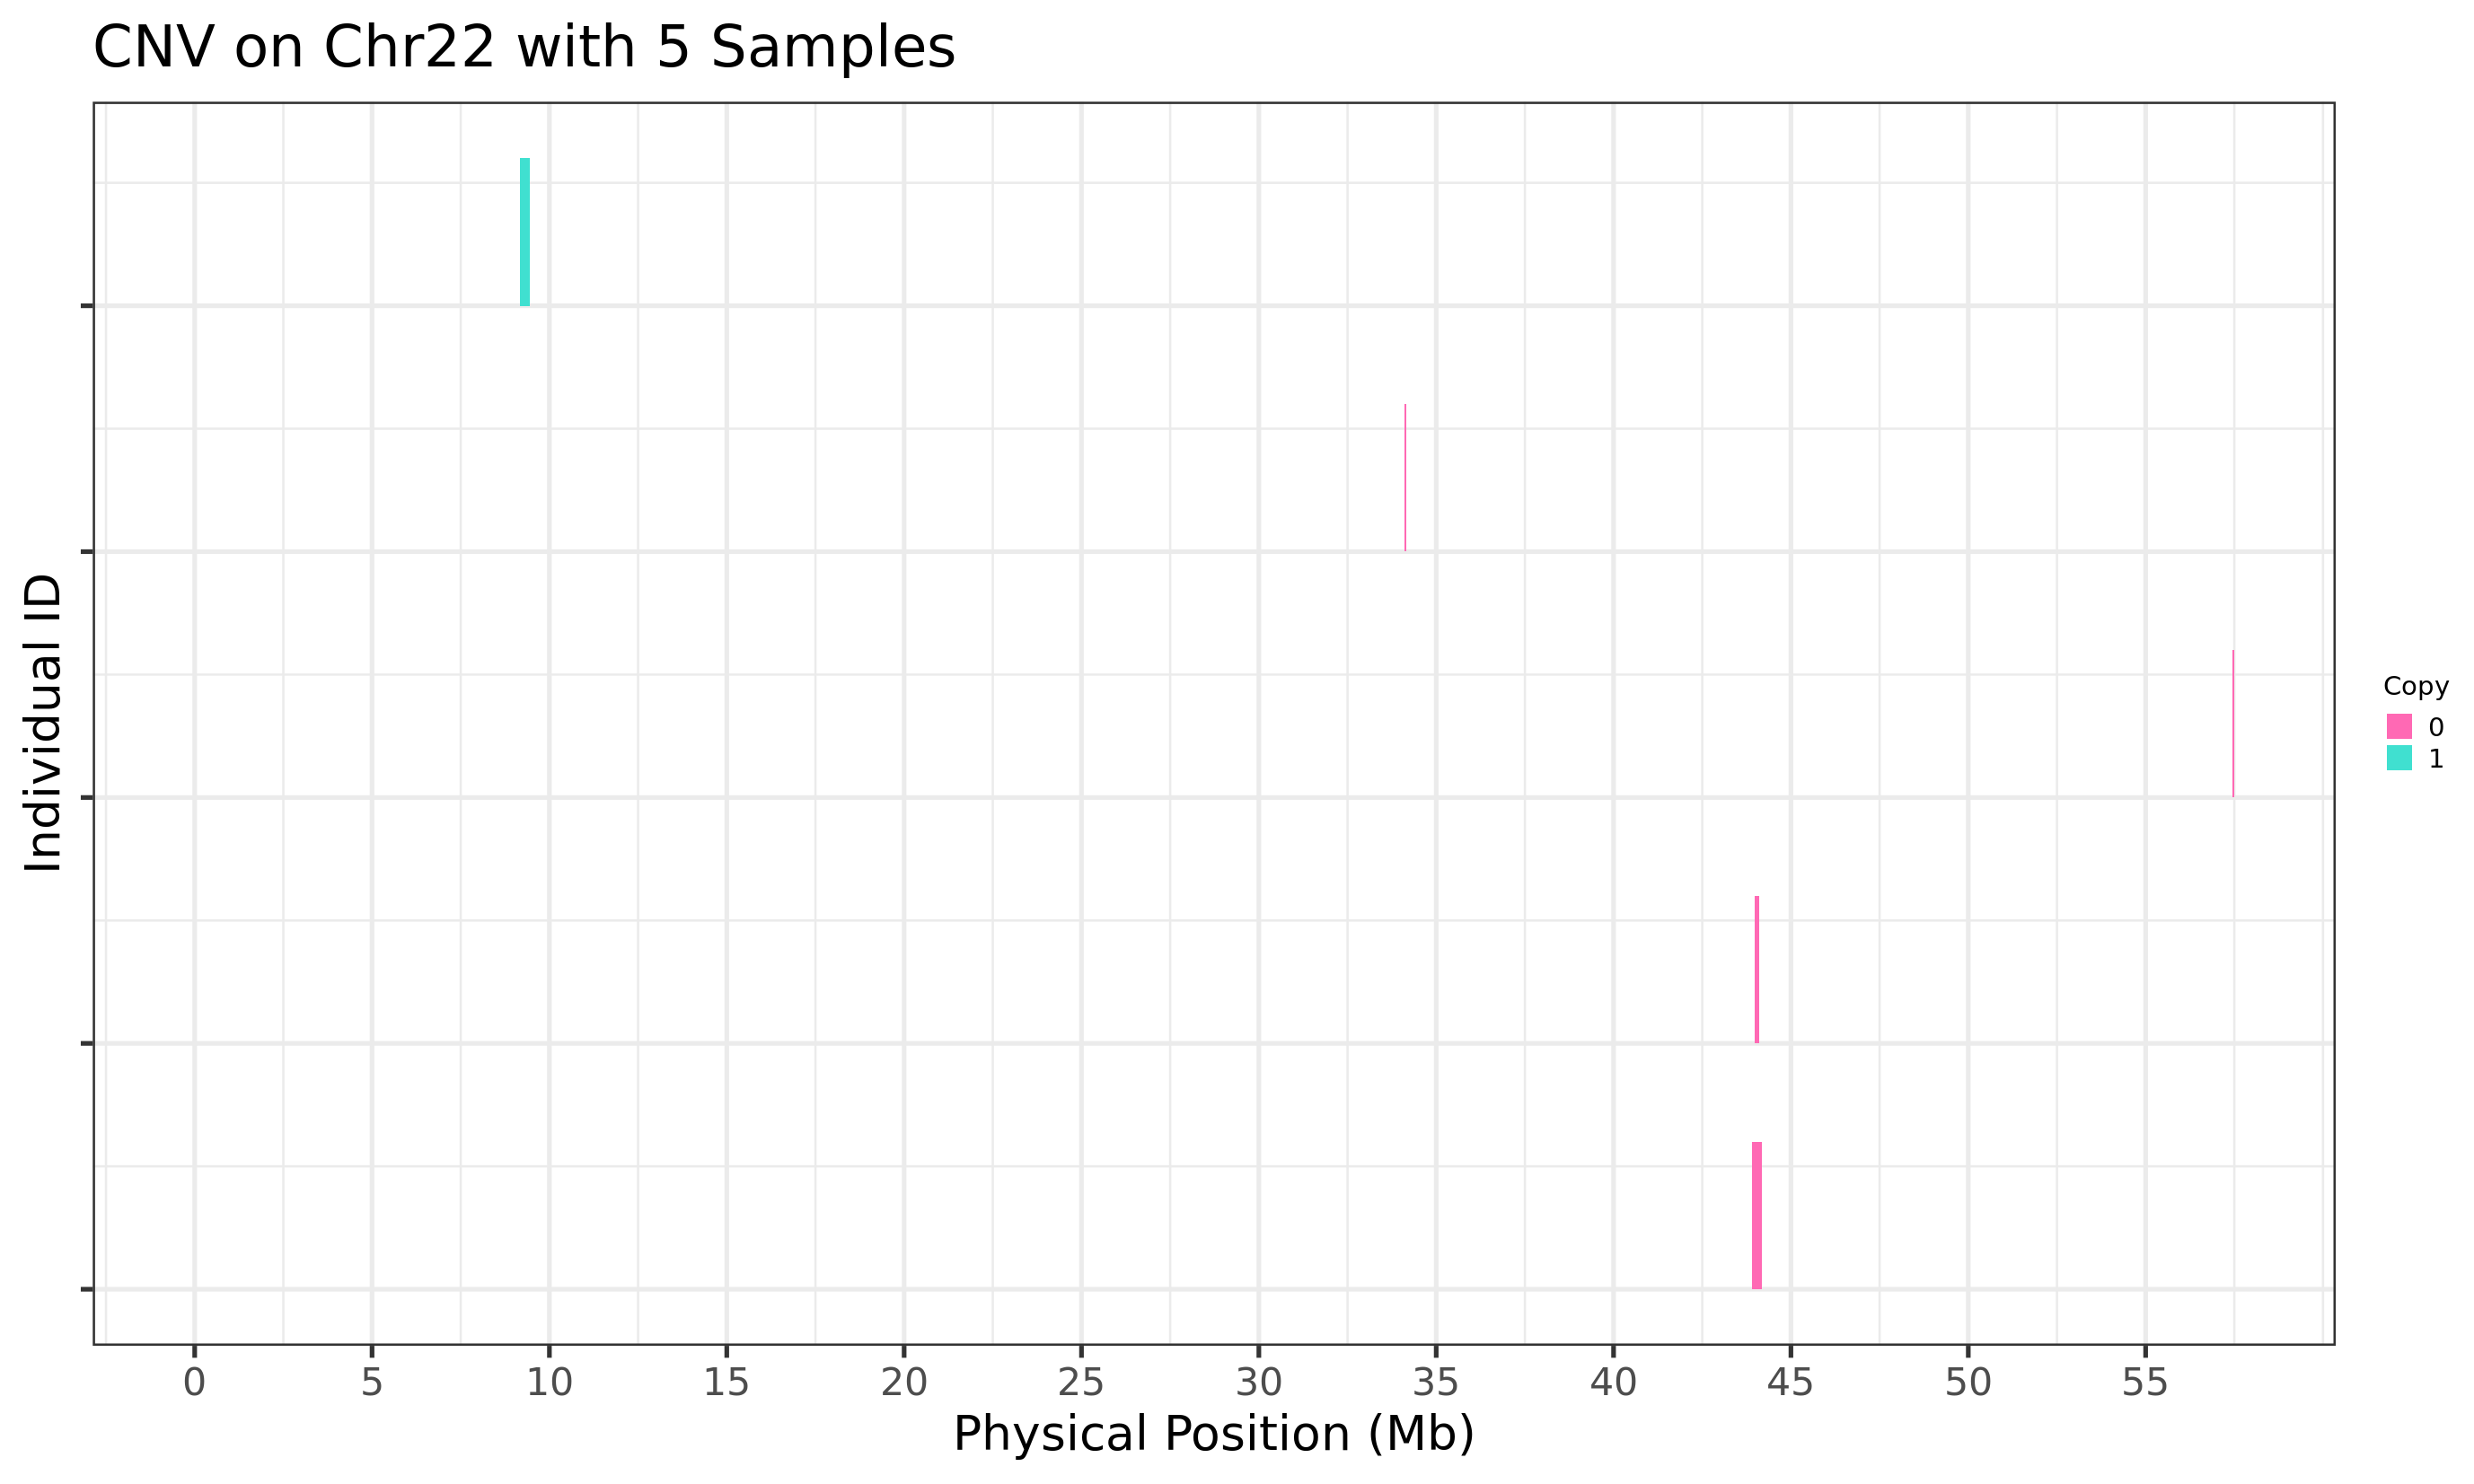 CNV on Chr22 with 5 Samples
Individual ID
Copy
0
1
0 5 10 15 20 25 30 35 40 45 50 55
Physical Position (Mb)